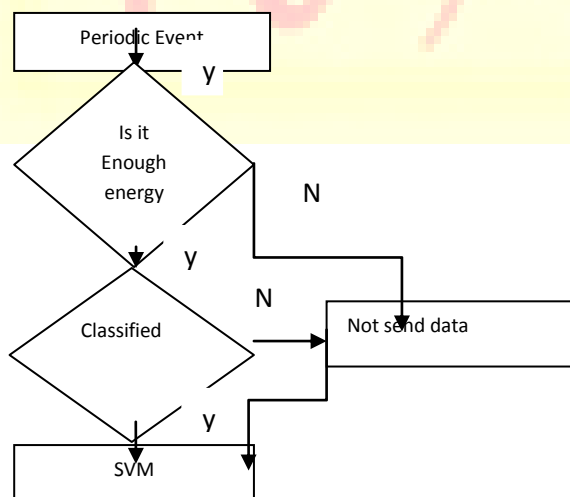 Periodic Event
y
Is it
Enough
energy
N
y
N
Classified
Not send data
y
SVM